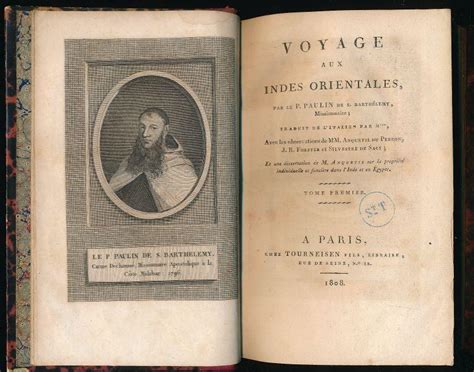 LE P. PAULIN DE S. BARTHELEMY.
Carme Dechaussé, Missionnaire Apostolique à la
Côte Malabar. 1796.
VOYAGE
AUX
INDES ORIENTALES,
PAR LE P. PAULIN DE S. BARTHÉLEMY,
Missionnaire;
TRADUIT DE L'ITALIEN PAR M***,
Avec les observations de MM. ANQUETIL DU PERRON,
J. R. FORSTER et SILVESTRE DE SACY;
Et une dissertation de M. ANQUETIL sur la propriété
individuelle et foncière dans l'Inde et en Egypte.
TOME PREMIER.
A PARIS,
CHEZ TOURNEISEN FILS, LIBRAIRE,
RUE DE SEINE, N.º 12.
1808.